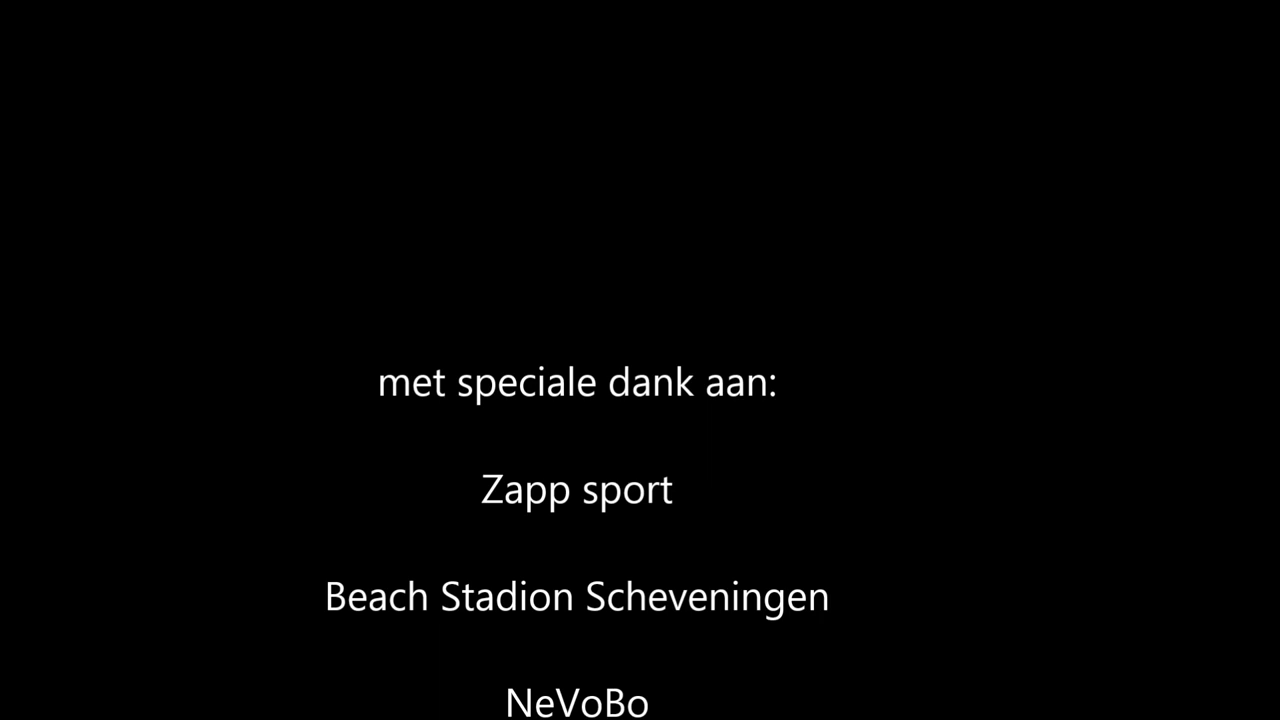 met speciale dank aan:
Zapp sport
Beach Stadion Scheveningen
NeVoBo